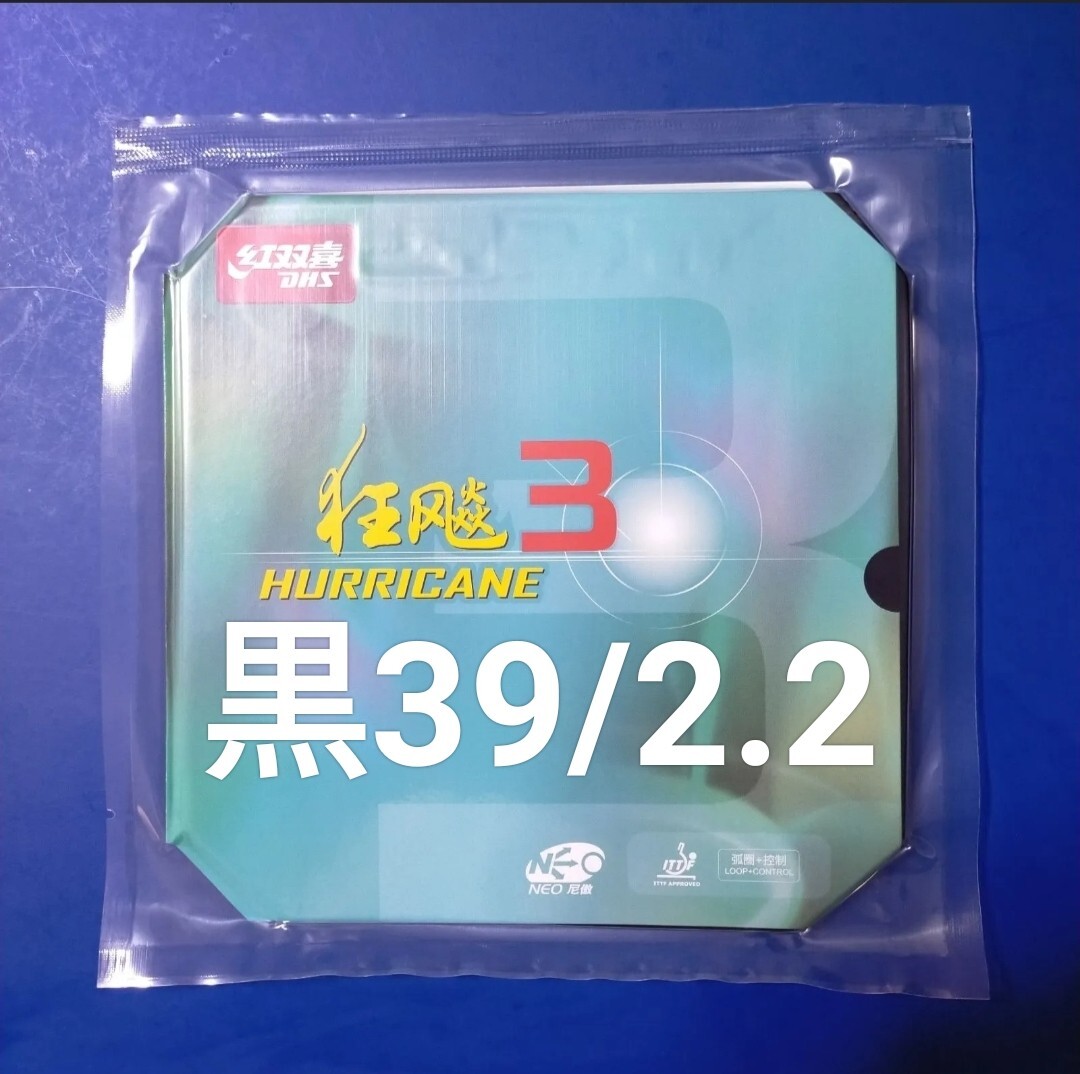 红双喜
DHS
狂飚3
HURRICANE
黒39/2.2
NEO
NEO 尼傲
ITTF
ITTF APPROVED
弧圈+控制
LOOP+CONTROL